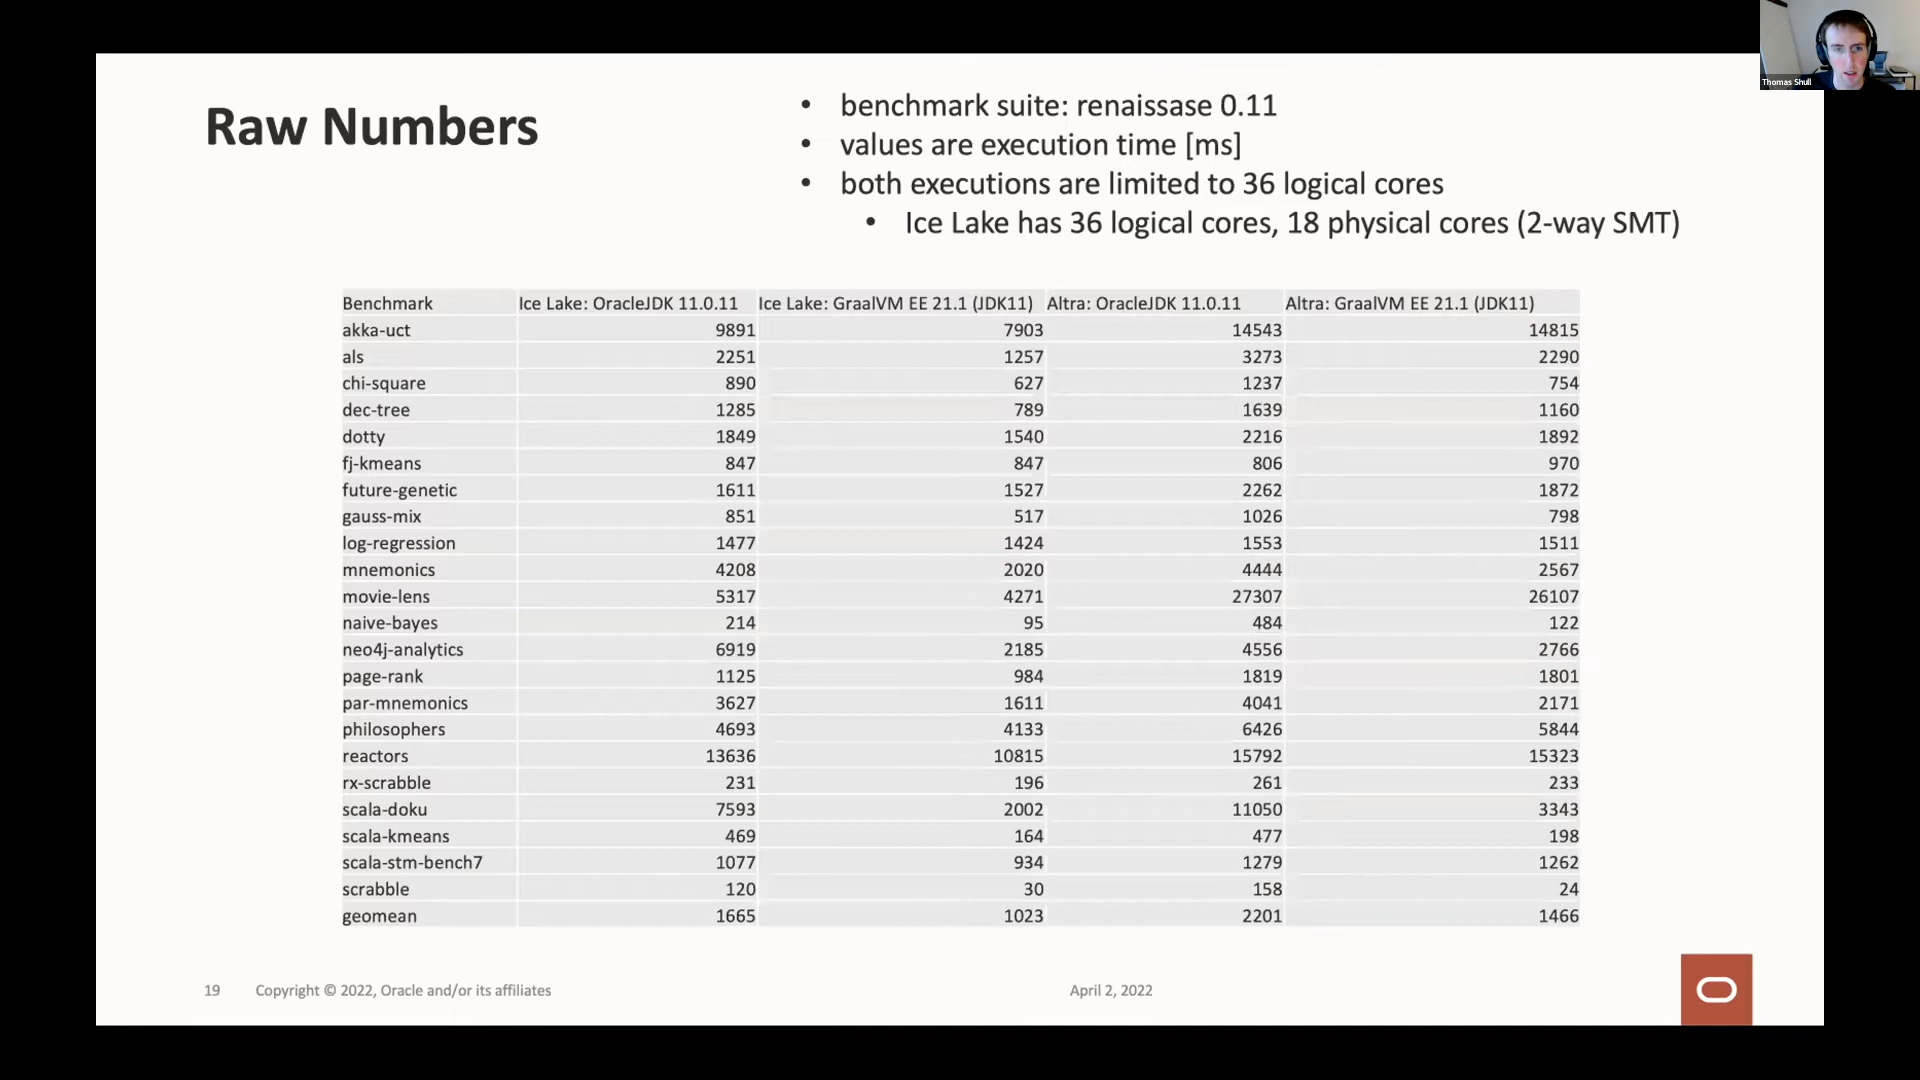 Thomas Shull
Raw Numbers
• benchmark suite: renaissase 0.11
• values are execution time [ms]
• both executions are limited to 36 logical cores
• Ice Lake has 36 logical cores, 18 physical cores (2-way SMT)
Benchmark Ice Lake: OracleJDK 11.0.11 Ice Lake: GraalVM EE 21.1 (JDK11) Altra: OracleJDK 11.0.11 Altra: GraalVM EE 21.1 (JDK11)
akka-uct 9891 7903 14543 14815
als 2251 1257 3273 2290
chi-square 890 627 1237 754
dec-tree 1285 789 1639 1160
dotty 1849 1540 2216 1892
fj-kmeans 847 847 806 970
future-genetic 1611 1527 2262 1872
gauss-mix 851 517 1026 798
log-regression 1477 1424 1553 1511
mnemonics 4208 2020 4444 2567
movie-lens 5317 4271 27307 26107
naive-bayes 214 95 484 122
neo4j-analytics 6919 2185 4556 2766
page-rank 1125 984 1819 1801
par-mnemonics 3627 1611 4041 2171
philosophers 4693 4133 6426 5844
reactors 13636 10815 15792 15323
rx-scrabble 231 196 261 233
scala-doku 7593 2002 11050 3343
scala-kmeans 469 164 477 198
scala-stm-bench7 1077 934 1279 1262
scrabble 120 30 158 24
geomean 1665 1023 2201 1466
19 Copyright © 2022, Oracle and/or its affiliates April 2, 2022